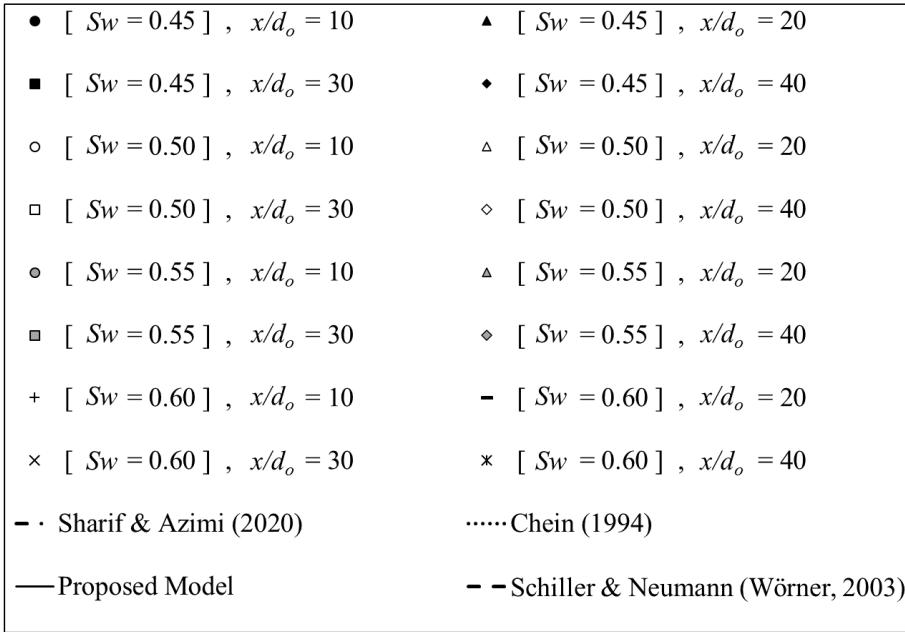 [ Sw = 0.45 ] , x/dₒ = 10 [ Sw = 0.45 ] , x/dₒ = 20
[ Sw = 0.45 ] , x/dₒ = 30 [ Sw = 0.45 ] , x/dₒ = 40
[ Sw = 0.50 ] , x/dₒ = 10 [ Sw = 0.50 ] , x/dₒ = 20
[ Sw = 0.50 ] , x/dₒ = 30 [ Sw = 0.50 ] , x/dₒ = 40
[ Sw = 0.55 ] , x/dₒ = 10 [ Sw = 0.55 ] , x/dₒ = 20
[ Sw = 0.55 ] , x/dₒ = 30 [ Sw = 0.55 ] , x/dₒ = 40
[ Sw = 0.60 ] , x/dₒ = 10 [ Sw = 0.60 ] , x/dₒ = 20
[ Sw = 0.60 ] , x/dₒ = 30 [ Sw = 0.60 ] , x/dₒ = 40
Sharif & Azimi (2020) Chein (1994)
Proposed Model Schiller & Neumann (Wörner, 2003)